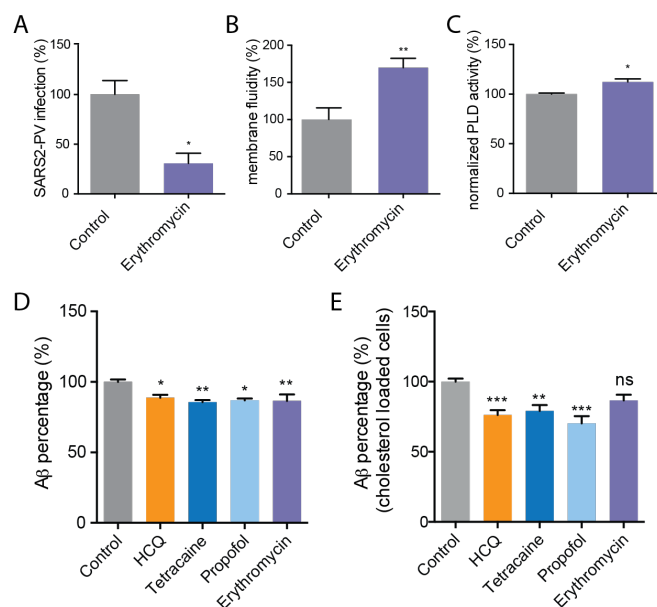 A
SARS2-PV infection (%)
150
100
50
0
*
Control
Erythromycin
B
membrane fluidity (%)
200
150
100
50
0
**
Control
Erythromycin
C
normalized PLD activity (%)
150
100
50
0
*
Control
Erythromycin
D
Aβ percentage (%)
150
100
50
0
*
**
*
**
Control
HCQ
Tetracaine
Propofol
Erythromycin
E
Aβ percentage (%)
(cholesterol loaded cells)
150
100
50
0
***
**
***
ns
Control
HCQ
Tetracaine
Propofol
Erythromycin